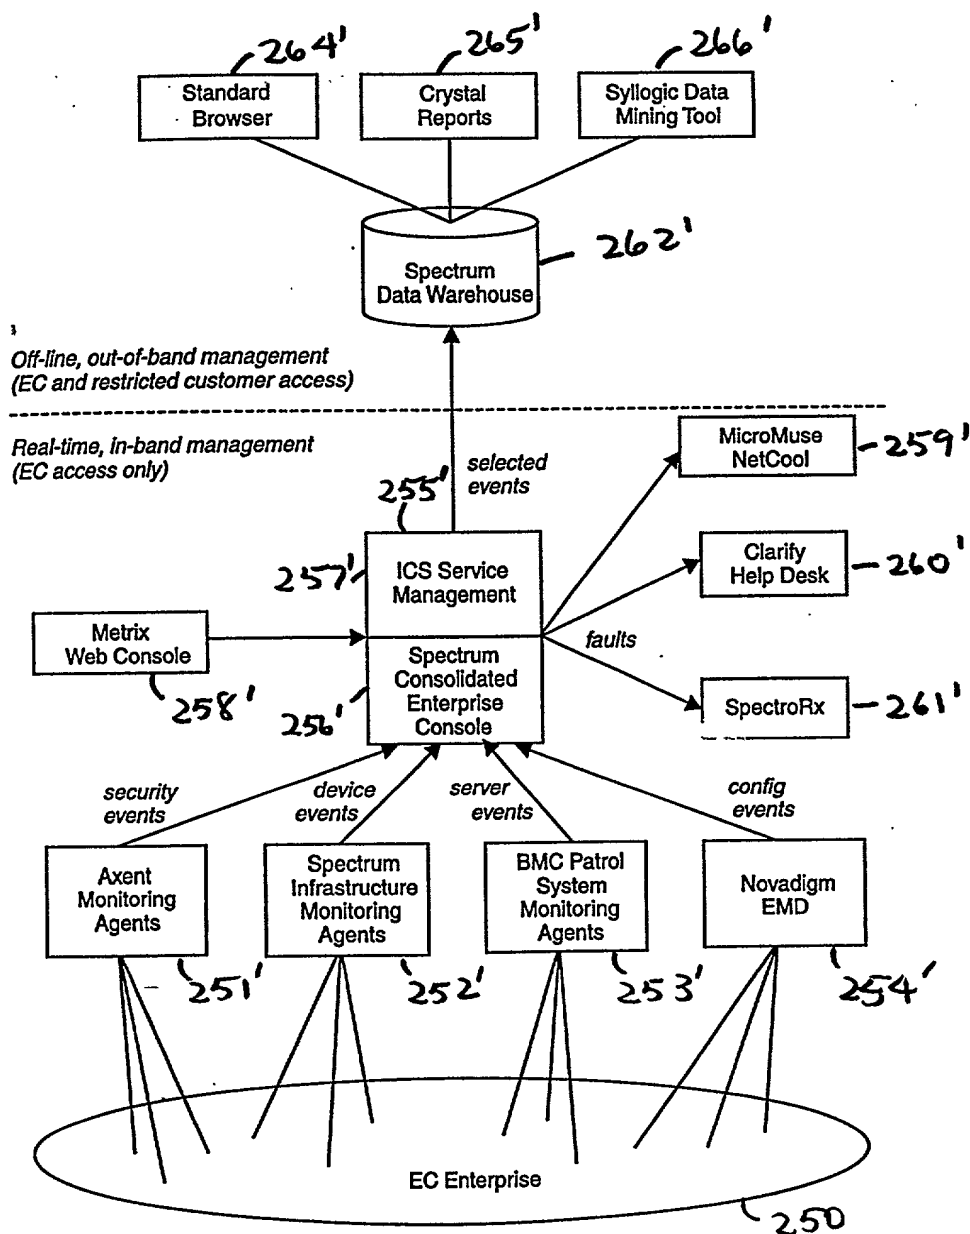 264'
265'
266'
Standard
Browser
Crystal
Reports
Syllogic Data
Mining Tool
262'
Spectrum
Data Warehouse
Off-line, out-of-band management
(EC and restricted customer access)
Real-time, in-band management
(EC access only)
selected
events
MicroMuse
NetCool
259'
255'
257'
ICS Service
Management
Clarify
Help Desk
260'
Metrix
Web Console
258'
Spectrum
Consolidated
Enterprise
Console
256'
faults
SpectroRx
261'
security
events
device
events
server
events
config
events
Axent
Monitoring
Agents
251'
Spectrum
Infrastructure
Monitoring
Agents
252'
BMC Patrol
System
Monitoring
Agents
253'
Novadigm
EMD
254'
EC Enterprise
250